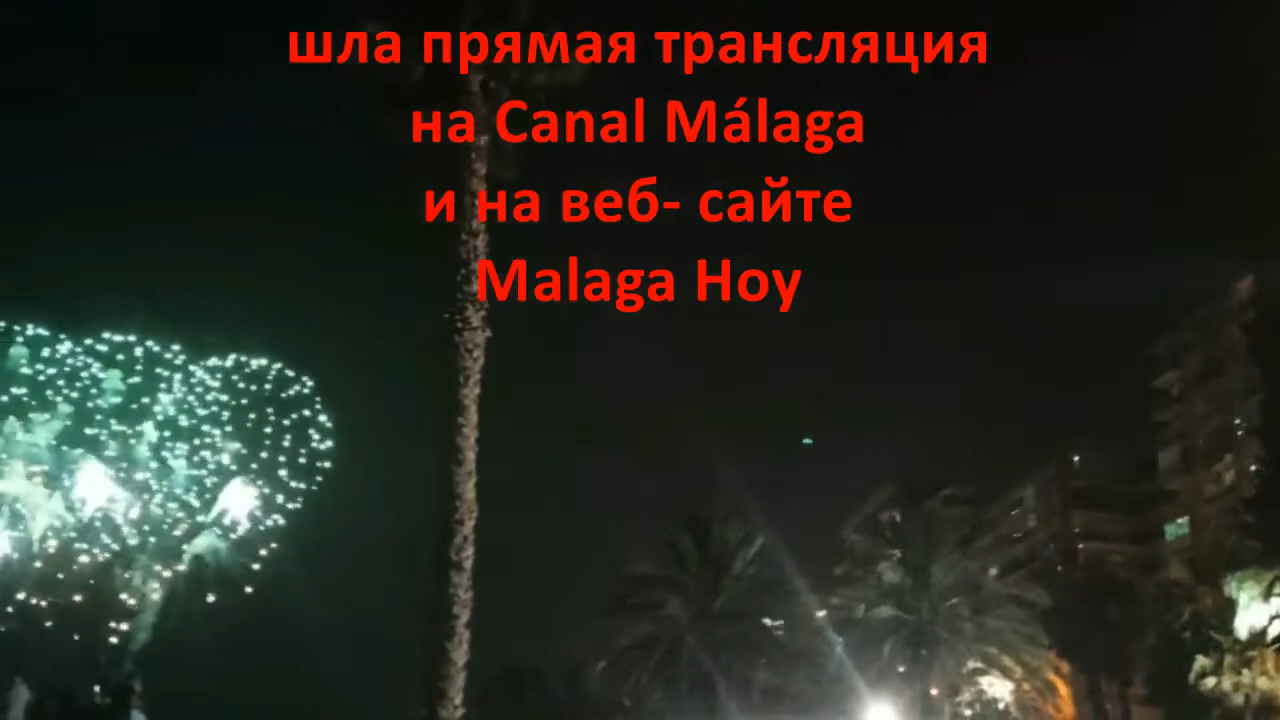 шла прямая трансляция
на Canal Málaga
и на веб- сайте
Malaga Hoy